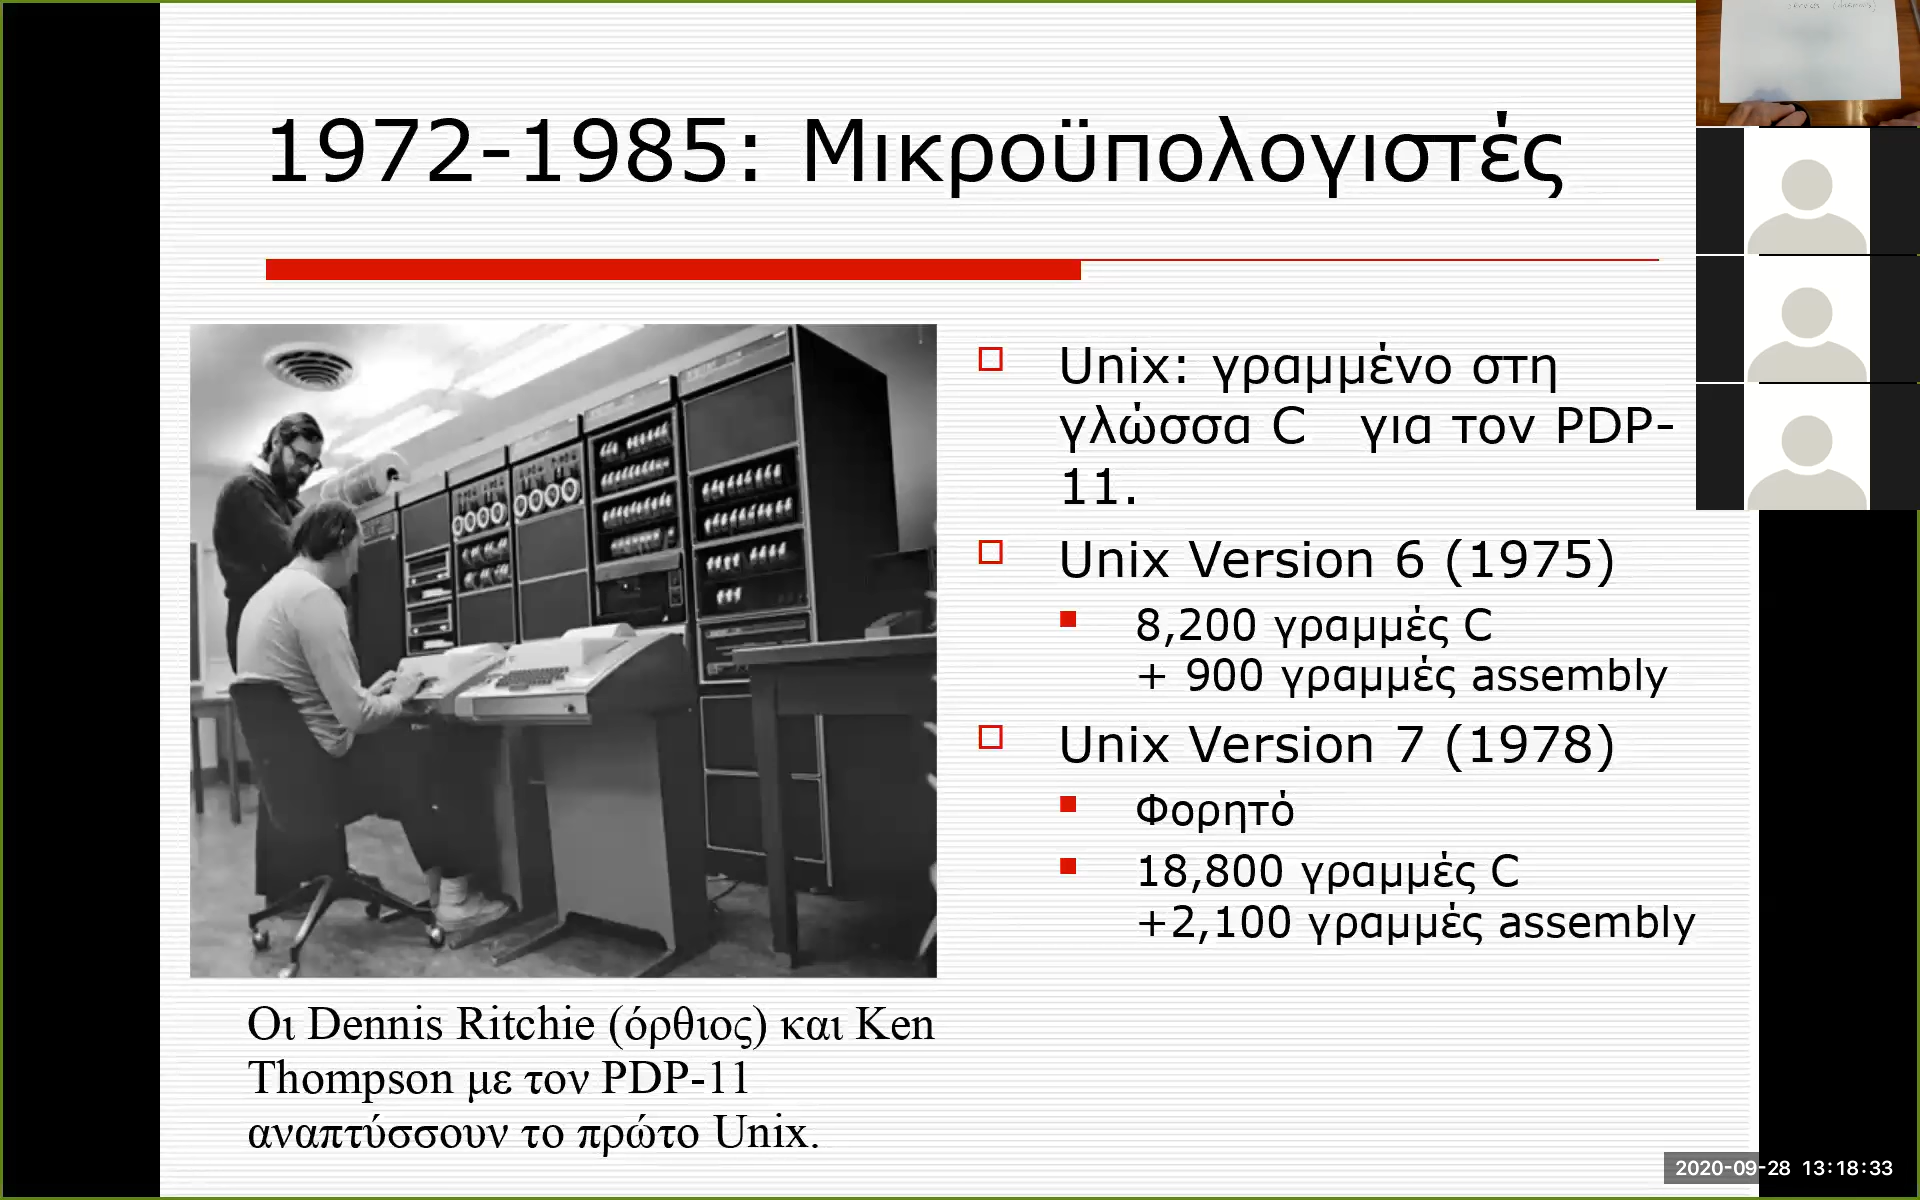 1972-1985: Μικροϋπολογιστές
Unix: γραμμένο στη
γλώσσα C για τον PDP-
11.
Unix Version 6 (1975)
8,200 γραμμές C
+ 900 γραμμές assembly
Unix Version 7 (1978)
Φορητό
18,800 γραμμές C
+2,100 γραμμές assembly
Οι Dennis Ritchie (όρθιος) και Ken
Thompson με τον PDP-11
αναπτύσσουν το πρώτο Unix.
2020-09-28 13:18:33